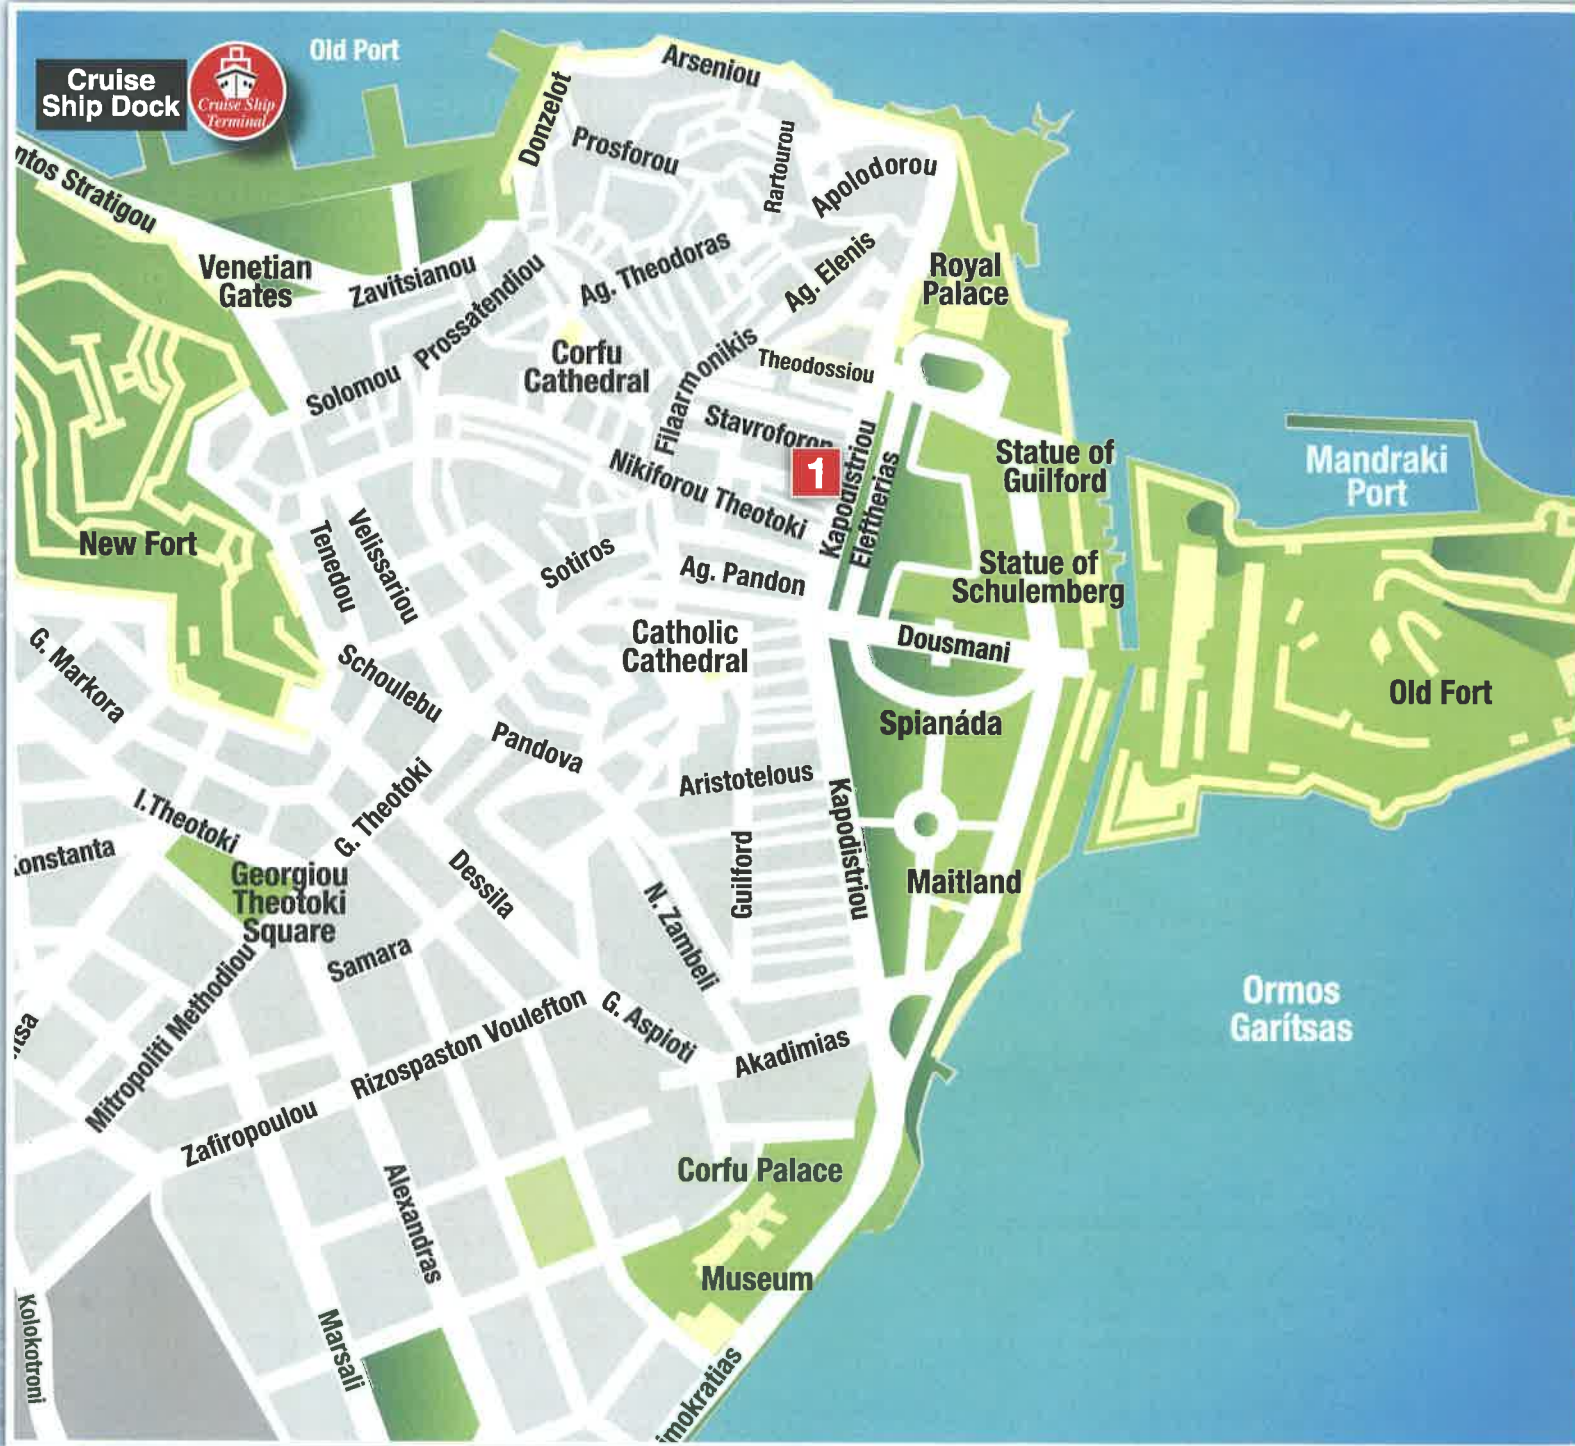 Old Port
Cruise
Ship Dock
Cruise Ship
Terminal
Arseniou
Donzelot
Prosforou
Rartourou
Apolodorou
ntos Stratigou
Venetian
Gates
Zavitsianou
Prossatendiou
Ag. Theodoras
Ag. Elenis
Royal
Palace
Solomou
Corfu
Cathedral
Filaarmonikis
Theodossiou
Stavroforon
1
Nikiforou Theotoki
Kapodistriou
Eleftherias
Statue of
Guilford
Mandraki
Port
New Fort
Tenedou
Velissariou
Sotiros
Ag. Pandon
Statue of
Schulemberg
Catholic
Cathedral
Dousmani
Old Fort
G. Markora
Schoulebu
Pandova
Spianáda
I.Theotoki
G. Theotoki
Aristotelous
Kapodistriou
onstanta
Georgiou
Theotoki
Square
Dessila
Guilford
N. Zambeli
Maitland
Samara
Mitropoliti Methodiou
Rizospaston Voulefton
G. Aspioti
Akadimias
Ormos
Garítsas
itsa
Zafiropoulou
Alexandras
Corfu Palace
Museum
Kolokotroni
Marsali
imokratias